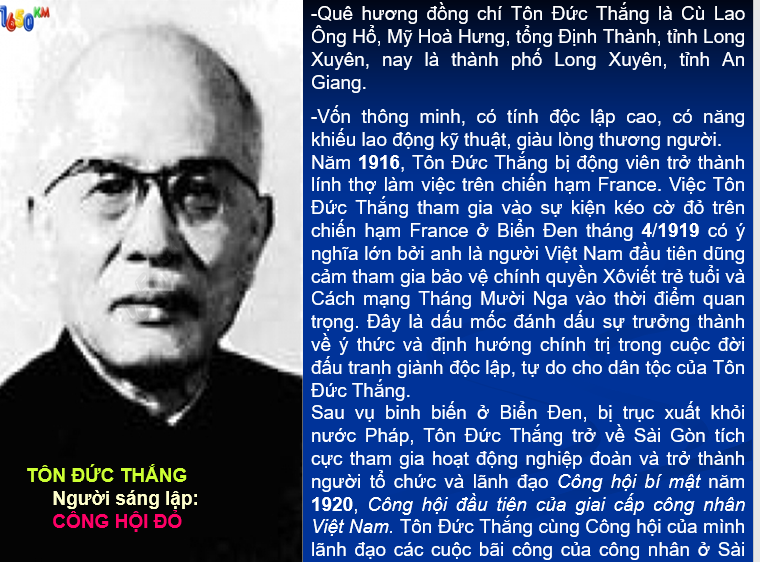 1650KM
-Quê hương đồng chí Tôn Đức Thắng là Cù Lao
Ông Hổ, Mỹ Hoà Hưng, tổng Định Thành, tỉnh Long
Xuyên, nay là thành phố Long Xuyên, tỉnh An
Giang.
-Vốn thông minh, có tính độc lập cao, có năng
khiếu lao động kỹ thuật, giàu lòng thương người.
Năm 1916, Tôn Đức Thắng bị động viên trở thành
lính thợ làm việc trên chiến hạm France. Việc Tôn
Đức Thắng tham gia vào sự kiện kéo cờ đỏ trên
chiến hạm France ở Biển Đen tháng 4/1919 có ý
nghĩa lớn bởi anh là người Việt Nam đầu tiên dũng
cảm tham gia bảo vệ chính quyền Xôviết trẻ tuổi và
Cách mạng Tháng Mười Nga vào thời điểm quan
trọng. Đây là dấu mốc đánh dấu sự trưởng thành
về ý thức và định hướng chính trị trong cuộc đời
đấu tranh giành độc lập, tự do cho dân tộc của Tôn
Đức Thắng.
Sau vụ binh biến ở Biển Đen, bị trục xuất khỏi
nước Pháp, Tôn Đức Thắng trở về Sài Gòn tích
cực tham gia hoạt động nghiệp đoàn và trở thành
người tổ chức và lãnh đạo Công hội bí mật năm
1920, Công hội đầu tiên của giai cấp công nhân
Việt Nam. Tôn Đức Thắng cùng Công hội của mình
lãnh đạo các cuộc bãi công của công nhân ở Sài
TÔN ĐỨC THẮNG
Người sáng lập:
CÔNG HỘI ĐỎ